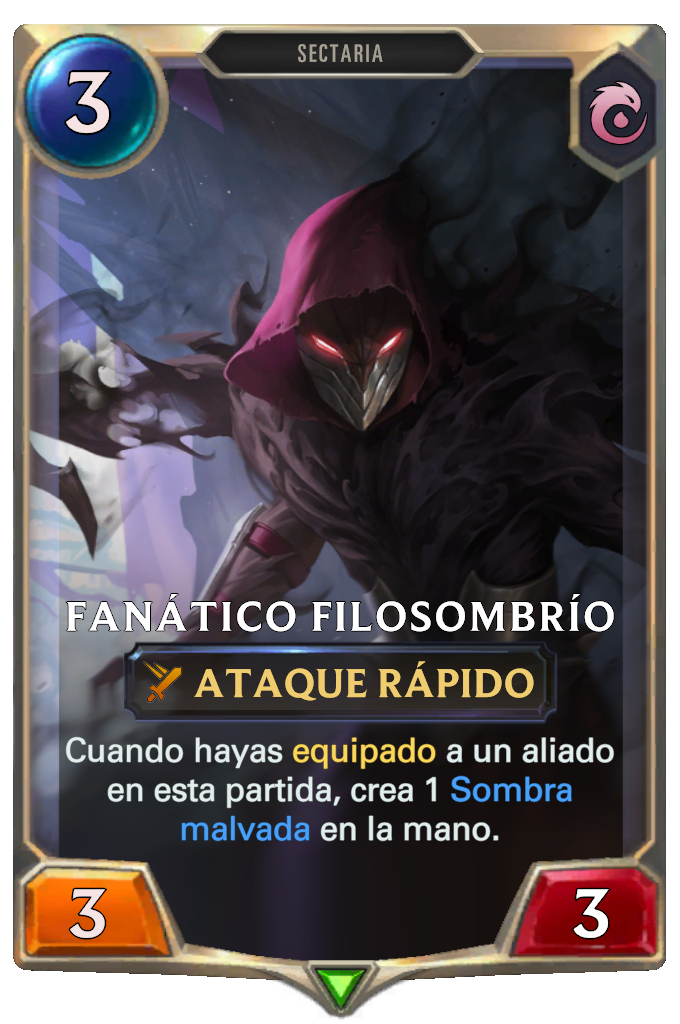 SECTARIA
3
FANÁTICO FILOSOMBRÍO
ATAQUE RÁPIDO
Cuando hayas equipado a un aliado
en esta partida, crea 1 Sombra
malvada en la mano.
3
3